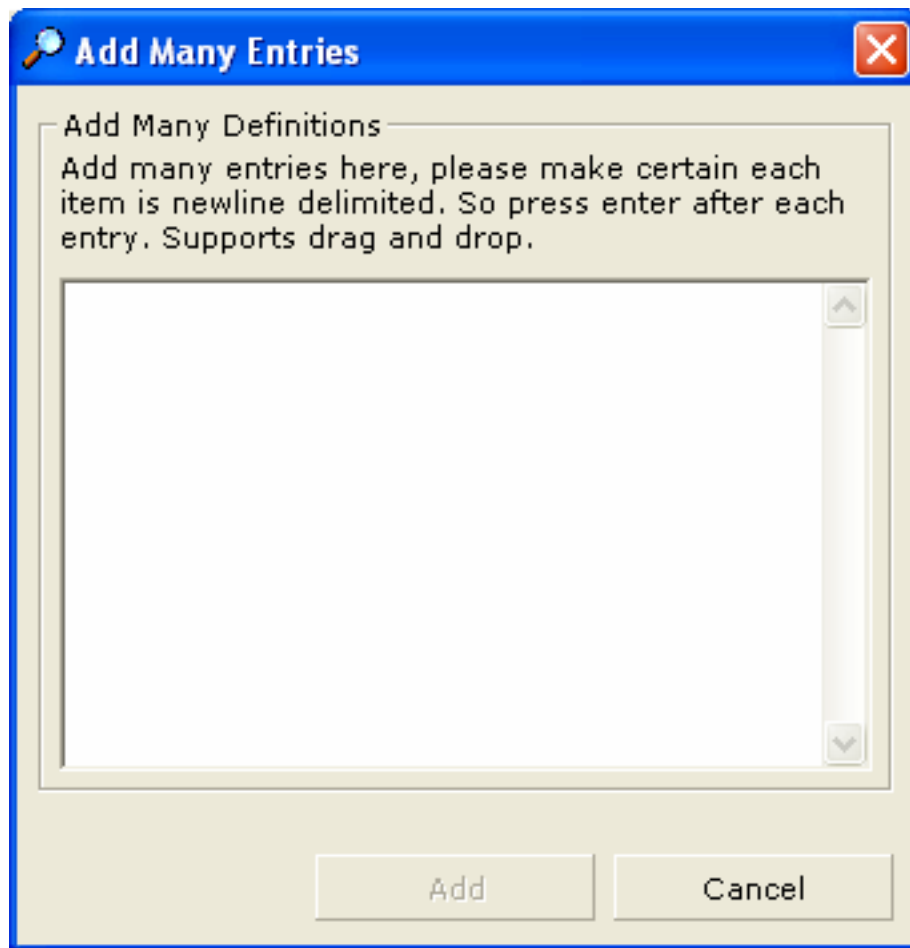 Add Many Entries
Add Many Definitions
Add many entries here, please make certain each
item is newline delimited. So press enter after each
entry. Supports drag and drop.
Add
Cancel